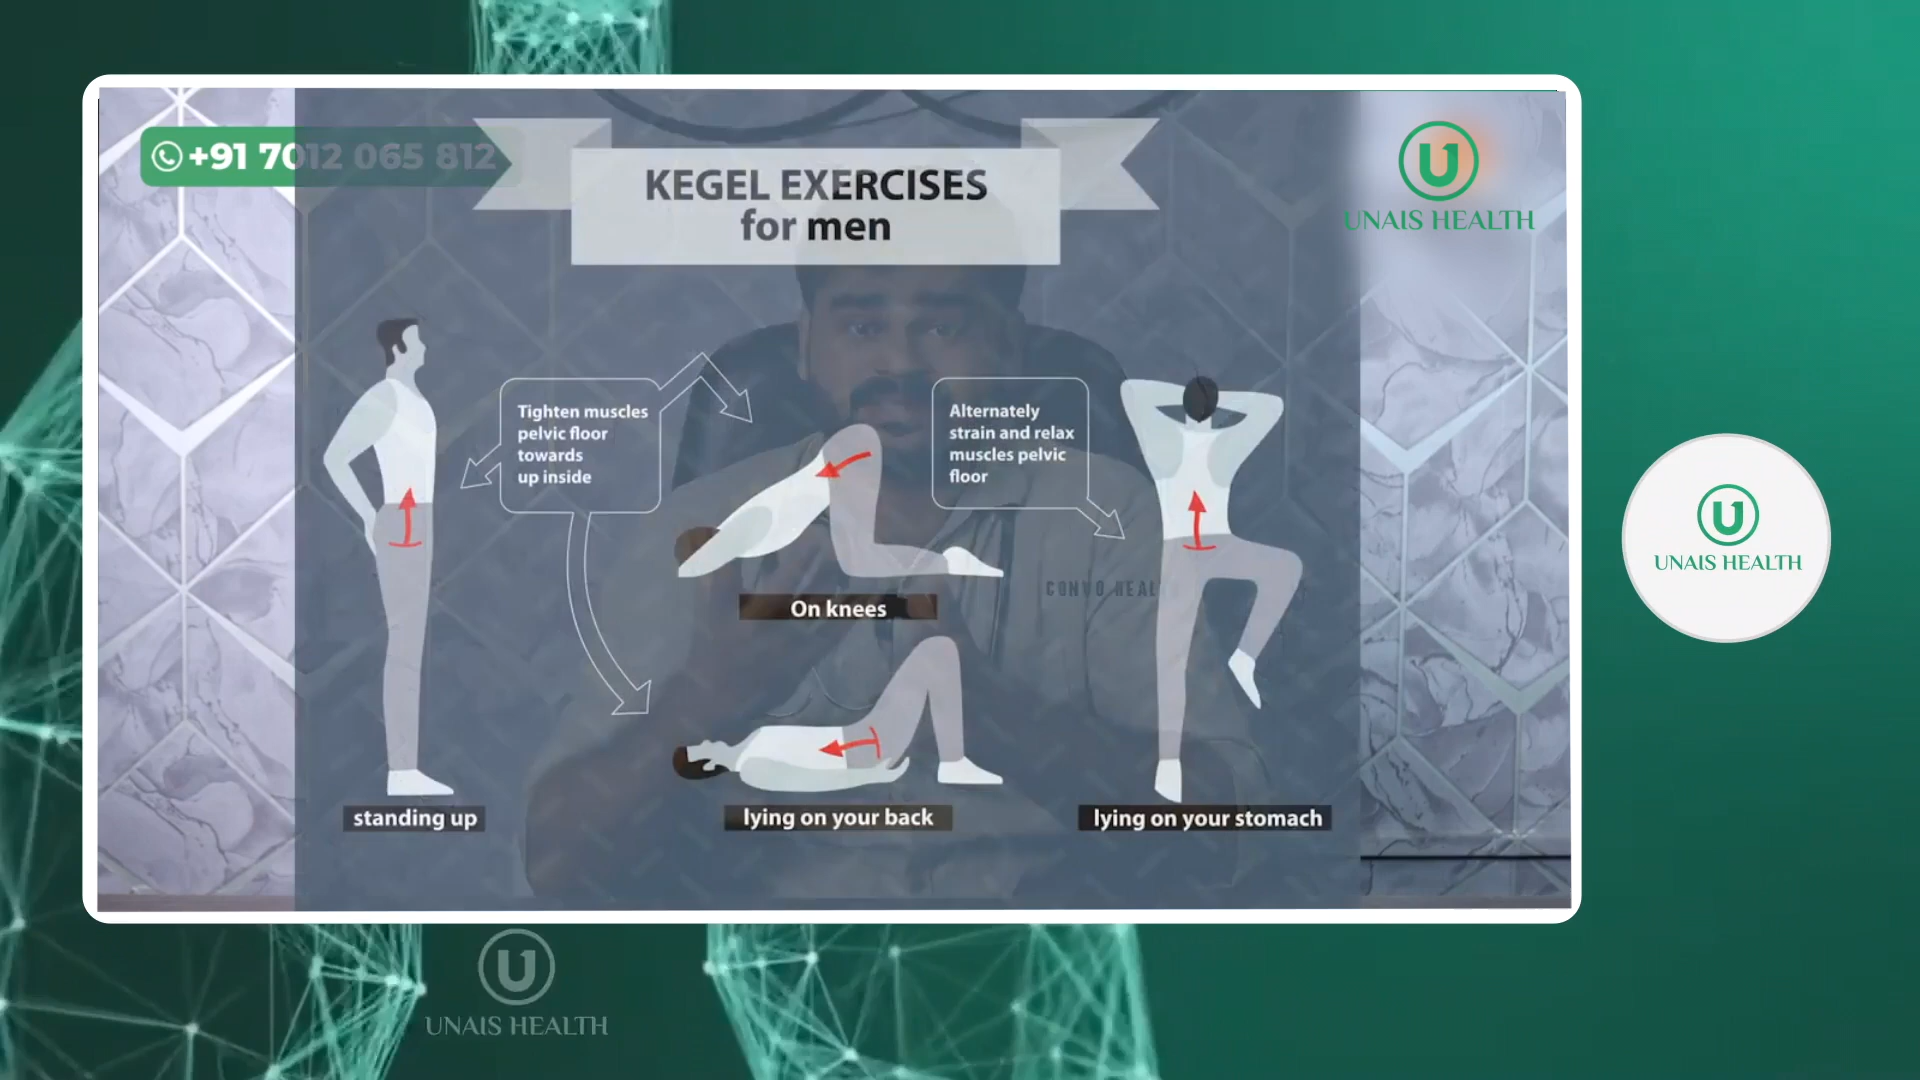 +91 7012 065 812
KEGEL EXERCISES
for men
U
UNAIS HEALTH
Tighten muscles
pelvic floor
towards
up inside
Alternately
strain and relax
muscles pelvic
floor
CONVO HEAL
On knees
standing up
lying on your back
lying on your stomach
U
UNAIS HEALTH
U
UNAIS HEALTH